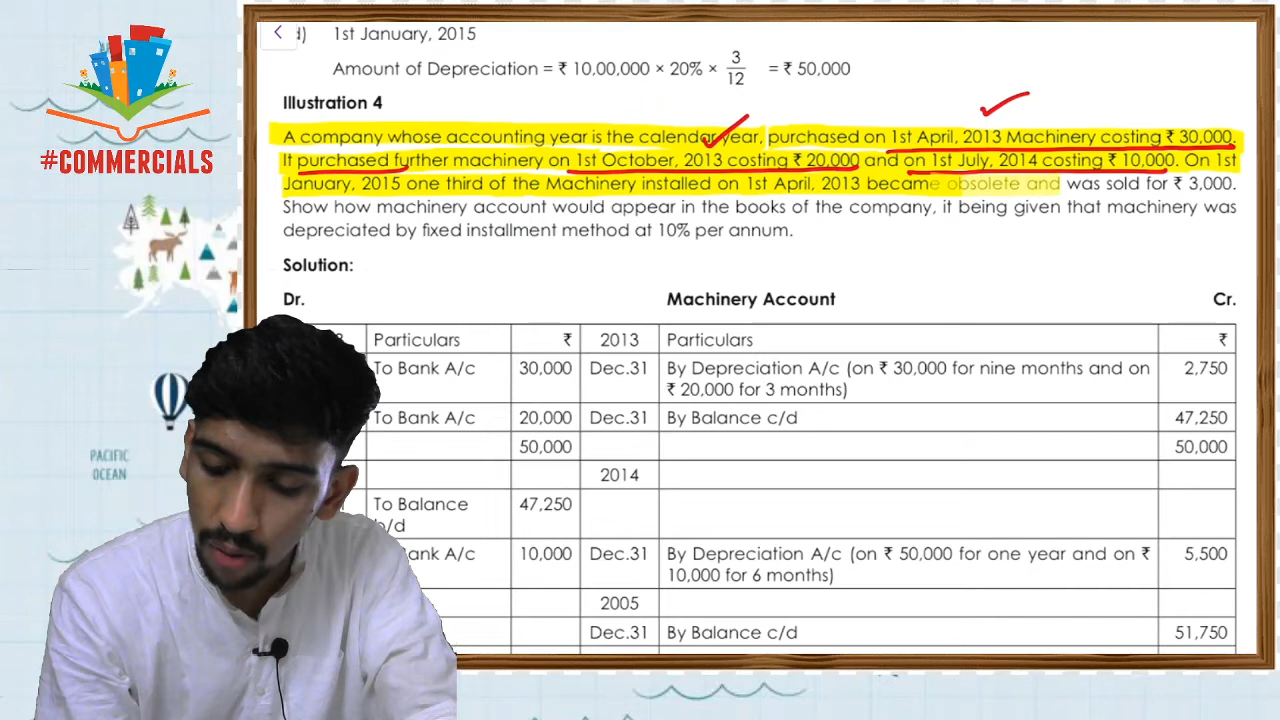 1st January, 2015
Amount of Depreciation = ₹ 10,00,000 × 20% × 3/12 = ₹ 50,000
Illustration 4
A company whose accounting year is the calendar year, purchased on 1st April, 2013 Machinery costing ₹ 30,000.
It purchased further machinery on 1st October, 2013 costing ₹ 20,000 and on 1st July, 2014 costing ₹ 10,000. On 1st
January, 2015 one third of the Machinery installed on 1st April, 2013 became obsolete and was sold for ₹ 3,000.
Show how machinery account would appear in the books of the company, it being given that machinery was
depreciated by fixed installment method at 10% per annum.
Solution:
Dr. Machinery Account Cr.
Particulars ₹ 2013 Particulars ₹
To Bank A/c 30,000 Dec.31 By Depreciation A/c (on ₹ 30,000 for nine months and on
₹ 20,000 for 3 months) 2,750
To Bank A/c 20,000 Dec.31 By Balance c/d 47,250
50,000 50,000
2014
To Balance 47,250
b/d
Bank A/c 10,000 Dec.31 By Depreciation A/c (on ₹ 50,000 for one year and on ₹ 5,500
10,000 for 6 months)
2005
Dec.31 By Balance c/d 51,750
#COMMERCIALS
PACIFIC
OCEAN